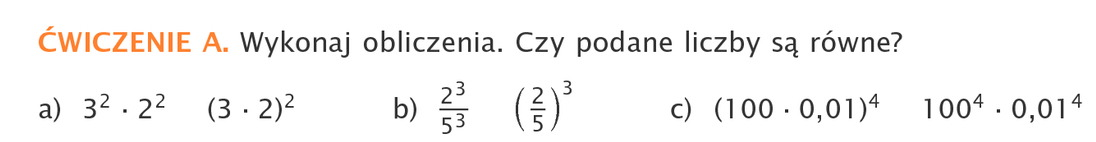 ĆWICZENIE A. Wykonaj obliczenia. Czy podane liczby są równe?
a) 3² · 2² (3 · 2)² b) 2³/5³ (2/5)³ c) (100 · 0,01)⁴ 100⁴ · 0,01⁴